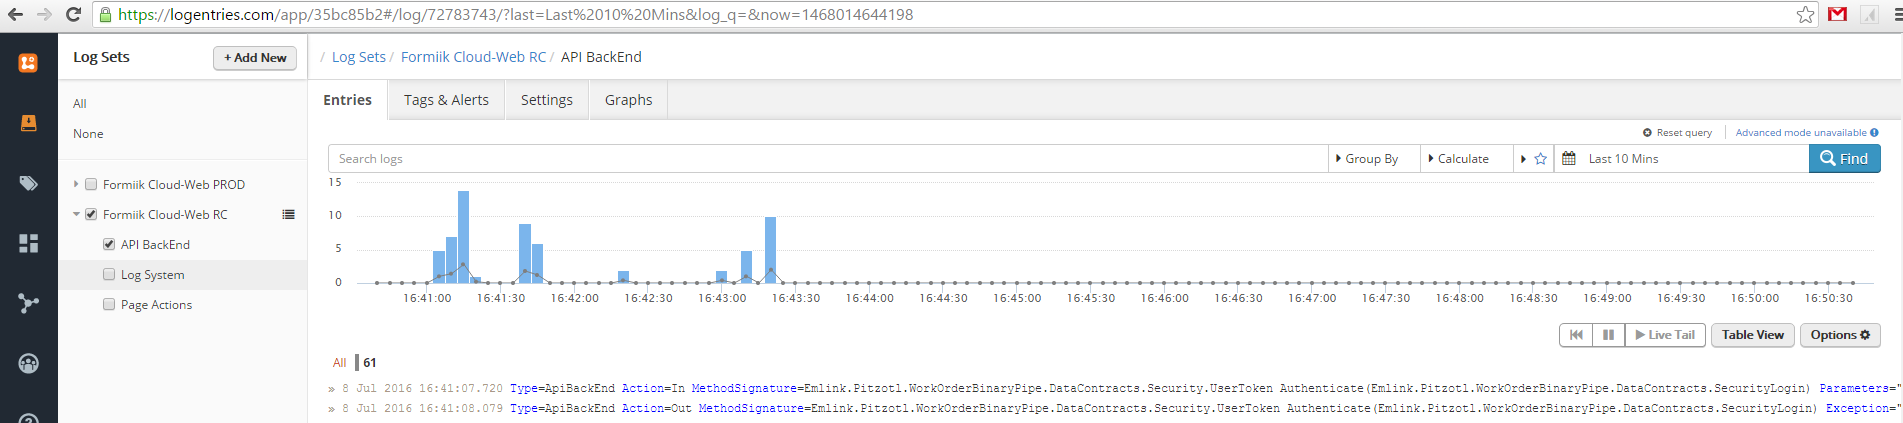 https://logentries.com/app/35bc85b2#/log/72783743/?last=Last%2010%20Mins&log_q=&now=1468014644198
Log Sets
+ Add New
All
None
Formiik Cloud-Web PROD
Formiik Cloud-Web RC
API BackEnd
Log System
Page Actions
/ Log Sets / Formiik Cloud-Web RC / API BackEnd
Entries Tags & Alerts Settings Graphs
Reset query Advanced mode unavailable
Search logs Group By Calculate Last 10 Mins Find
15
10
5
0
16:41:00 16:41:30 16:42:00 16:42:30 16:43:00 16:43:30 16:44:00 16:44:30 16:45:00 16:45:30 16:46:00 16:46:30 16:47:00 16:47:30 16:48:00 16:48:30 16:49:00 16:49:30 16:50:00 16:50:30
Live Tail Table View Options
All 61
» 8 Jul 2016 16:41:07.720 Type=ApiBackEnd Action=In MethodSignature=Emlink.Pitzotl.WorkOrderBinaryPipe.DataContracts.Security.UserToken Authenticate(Emlink.Pitzotl.WorkOrderBinaryPipe.DataContracts.SecurityLogin) Parameters="
» 8 Jul 2016 16:41:08.079 Type=ApiBackEnd Action=Out MethodSignature=Emlink.Pitzotl.WorkOrderBinaryPipe.DataContracts.Security.UserToken Authenticate(Emlink.Pitzotl.WorkOrderBinaryPipe.DataContracts.SecurityLogin) Exception="